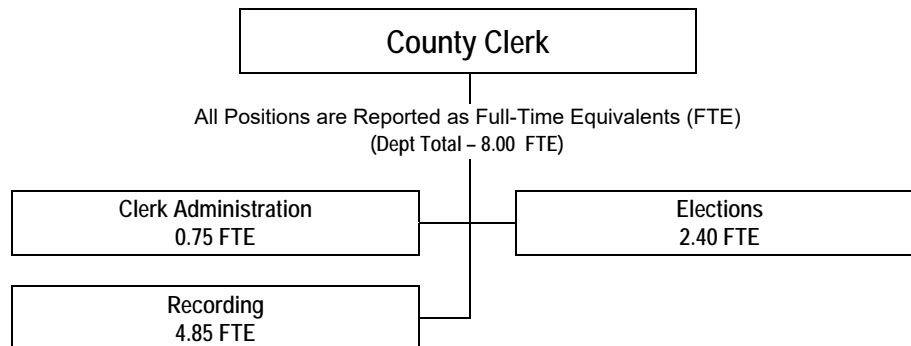 County Clerk
All Positions are Reported as Full-Time Equivalents (FTE)
(Dept Total – 8.00 FTE)
Clerk Administration
0.75 FTE
Elections
2.40 FTE
Recording
4.85 FTE